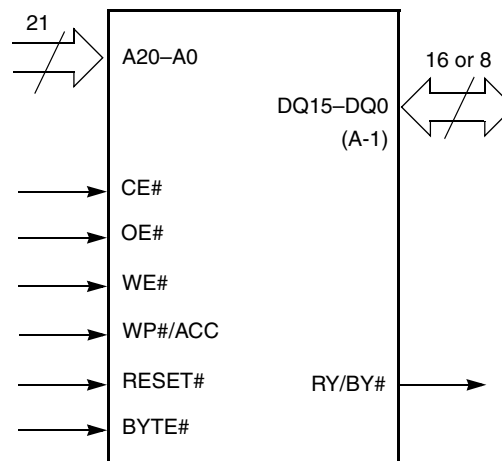 21
A20–A0
16 or 8
DQ15–DQ0
(A-1)
CE#
OE#
WE#
WP#/ACC
RESET#
RY/BY#
BYTE#